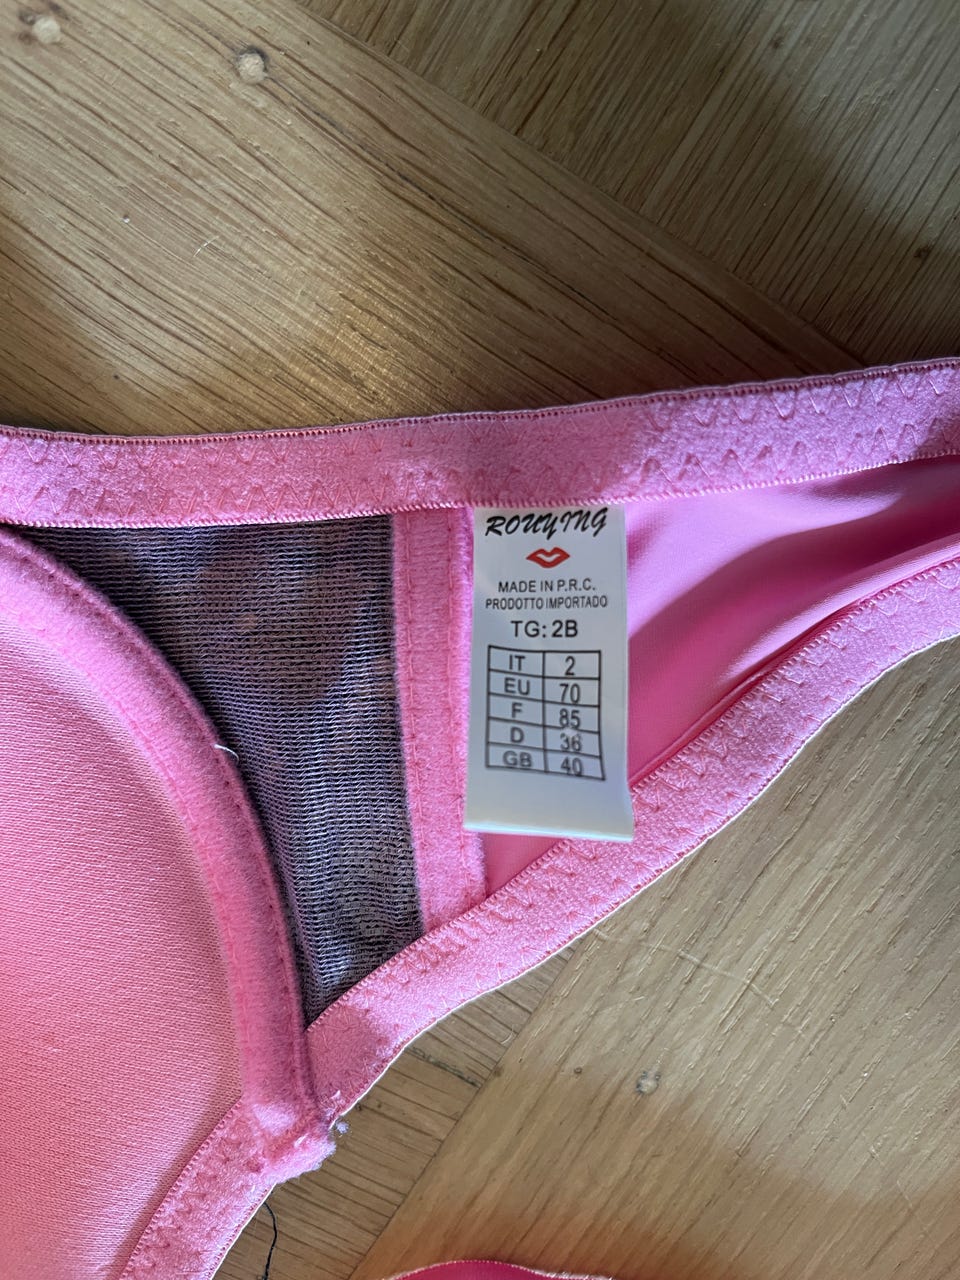 ROUYING
MADE IN P.R.C.
PRODOTTO IMPORTADO
TG: 2B
IT 2
EU 70
F 85
D 36
GB 40